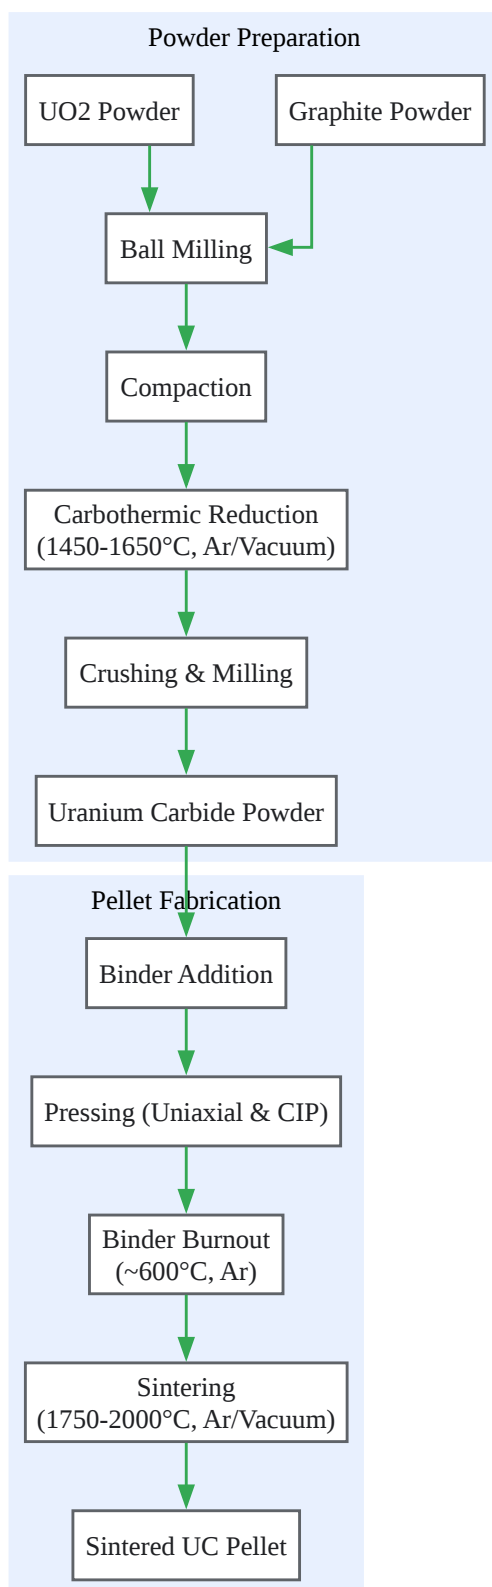 Powder Preparation
UO2 Powder
Graphite Powder
Ball Milling
Compaction
Carbothermic Reduction
(1450-1650°C, Ar/Vacuum)
Crushing & Milling
Uranium Carbide Powder
Pellet Fabrication
Binder Addition
Pressing (Uniaxial & CIP)
Binder Burnout
(~600°C, Ar)
Sintering
(1750-2000°C, Ar/Vacuum)
Sintered UC Pellet